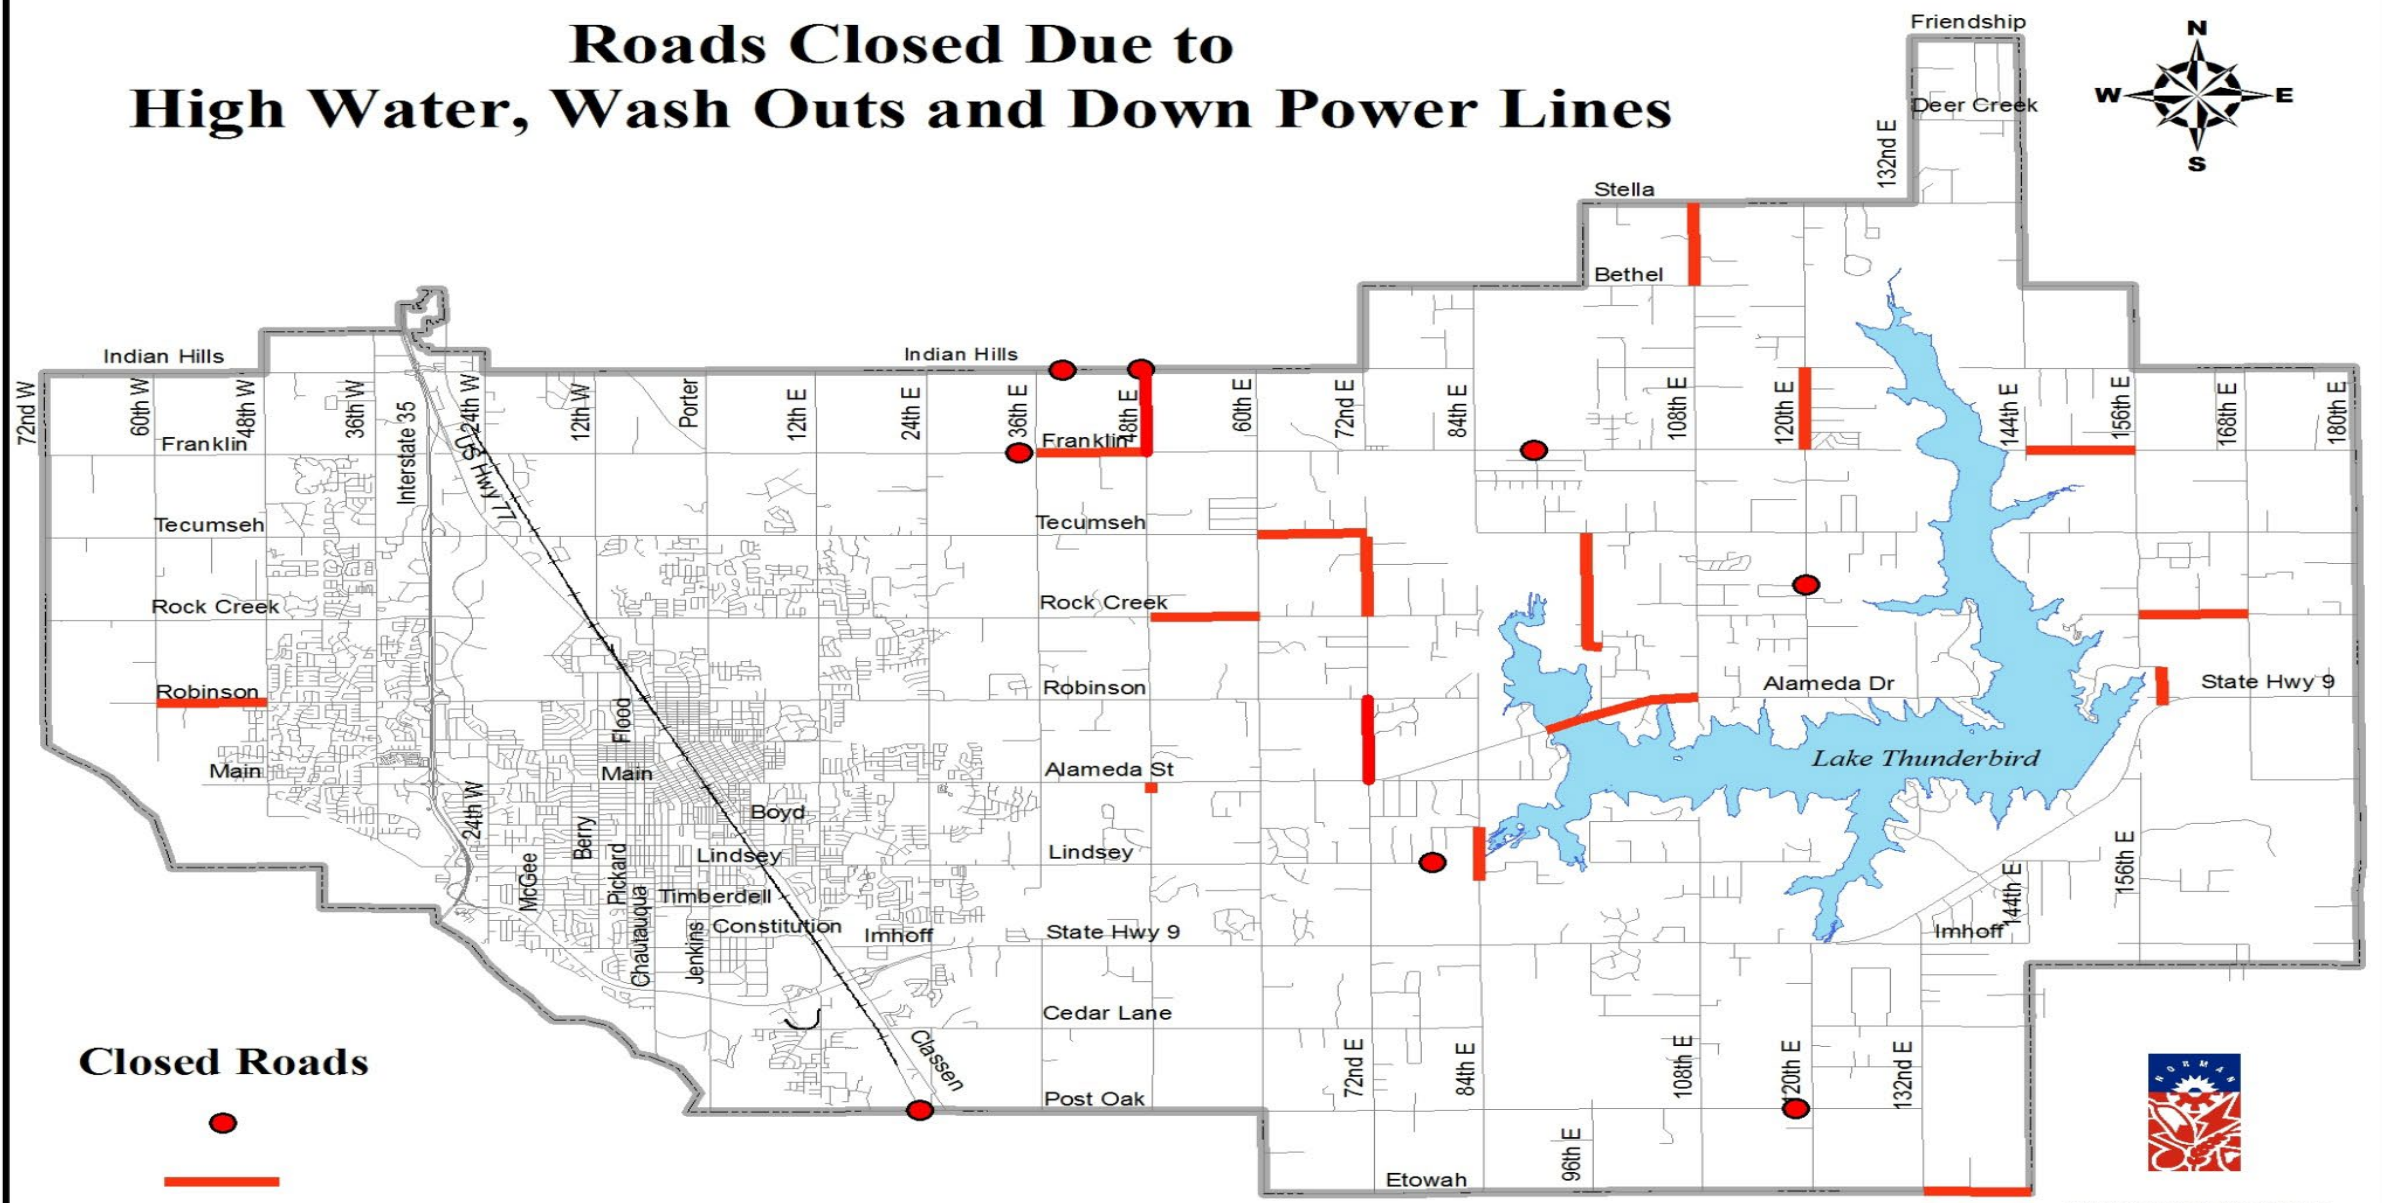 Roads Closed Due to
High Water, Wash Outs and Down Power Lines
Friendship
N
W
E
S
Deer Creek
132nd E
Stella
Bethel
Indian Hills
Indian Hills
72nd W
60th W
48th W
36th W
Interstate 35
24th W
US Hwy 77
12th W
Porter
12th E
24th E
36th E
48th E
60th E
72nd E
84th E
108th E
120th E
144th E
156th E
168th E
180th E
Franklin
Franklin
Tecumseh
Tecumseh
Rock Creek
Rock Creek
Robinson
Robinson
Alameda Dr
State Hwy 9
Flood
Main
Main
Alameda St
Lake Thunderbird
24th W
Boyd
Berry
Lindsey
Lindsey
McGee
Pickard
156th E
Chautauqua
Timberdell
144th E
Jenkins
Constitution
Imhoff
State Hwy 9
Imhoff
Cedar Lane
Classen
72nd E
84th E
108th E
120th E
132nd E
Closed Roads
Post Oak
96th E
Etowah
NORMAN